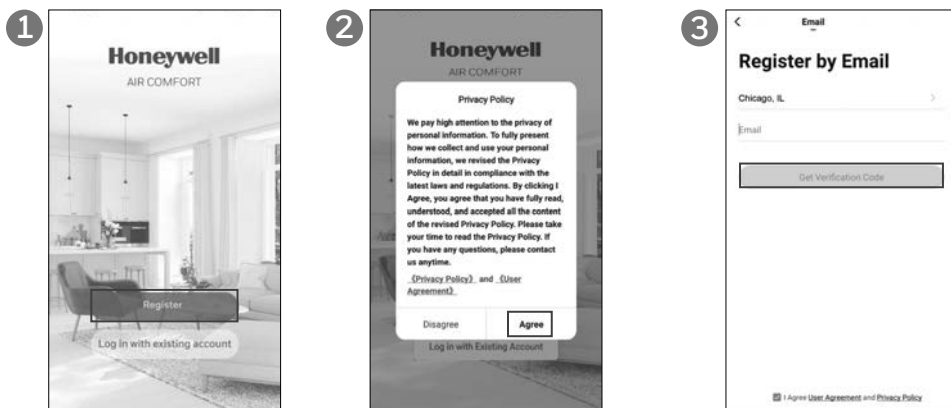 1
Honeywell
AIR COMFORT
Register
Log in with existing account
2
Honeywell
AIR COMFORT
Privacy Policy
We pay high attention to the privacy of
personal information. To fully present
how we collect and use your personal
information, we revised the Privacy
Policy in detail in compliance with the
latest laws and regulations. By clicking I
Agree, you agree that you have fully read,
understood, and accepted all the content
of the revised Privacy Policy. Please take
your time to read the Privacy Policy. If
you have any questions, please contact
us anytime.
《Privacy Policy》 and 《User
Agreement》
Disagree Agree
Log in with Existing Account
3
< Email
Register by Email
Chicago, IL >
Email
Get Verification Code
I Agree User Agreement and Privacy Policy